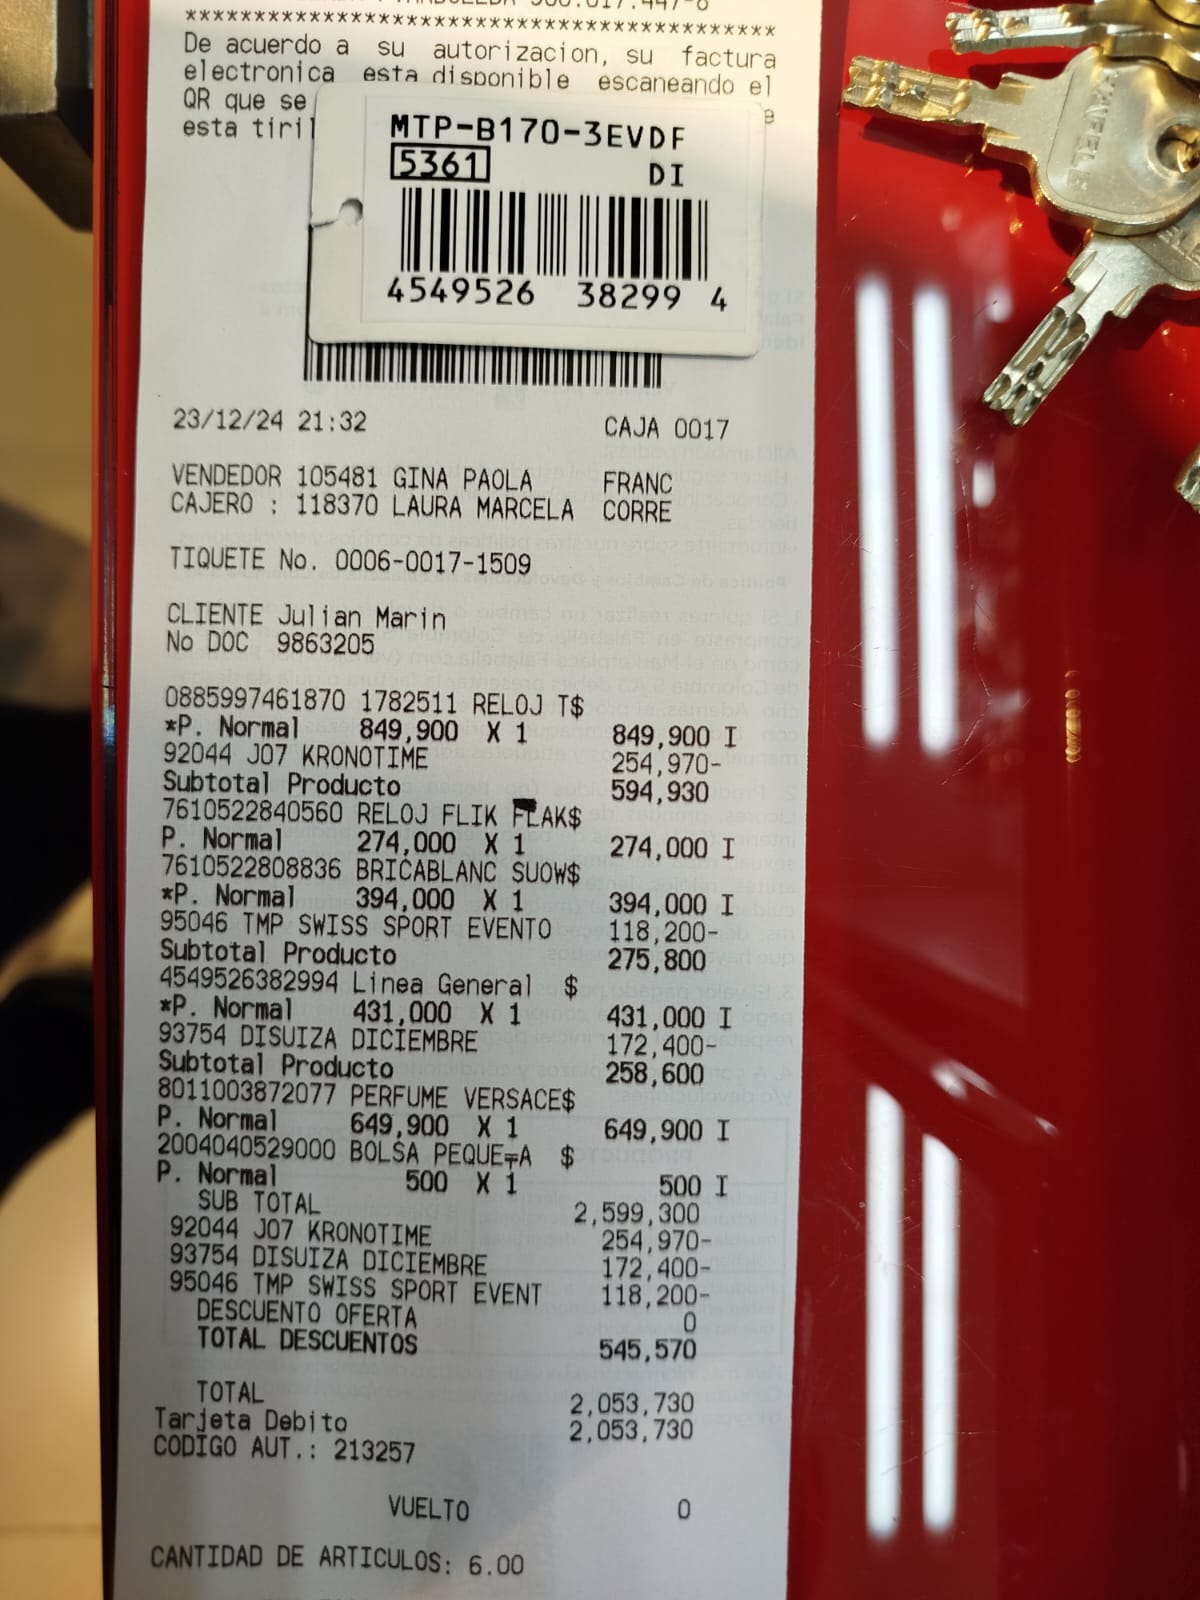 ******************************************
De acuerdo a su autorizacion, su factura
electronica esta disponible escaneando el
QR que se
esta tiril
MTP-B170-3EVDF
5361 DI
4549526 38299 4
23/12/24 21:32 CAJA 0017
VENDEDOR 105481 GINA PAOLA FRANC
CAJERO : 118370 LAURA MARCELA CORRE
TIQUETE No. 0006-0017-1509
CLIENTE Julian Marin
No DOC 9863205
0885997461870 1782511 RELOJ T$
*P. Normal 849,900 X 1 849,900 I
92044 J07 KRONOTIME 254,970-
Subtotal Producto 594,930
7610522840560 RELOJ FLIK FLAK$
P. Normal 274,000 X 1 274,000 I
7610522808836 BRICABLANC SUOW$
*P. Normal 394,000 X 1 394,000 I
95046 TMP SWISS SPORT EVENTO 118,200-
Subtotal Producto 275,800
4549526382994 Linea General $
*P. Normal 431,000 X 1 431,000 I
93754 DISUIZA DICIEMBRE 172,400-
Subtotal Producto 258,600
8011003872077 PERFUME VERSACE$
P. Normal 649,900 X 1 649,900 I
2004040529000 BOLSA PEQUE╤A $
P. Normal 500 X 1 500 I
SUB TOTAL 2,599,300
92044 J07 KRONOTIME 254,970-
93754 DISUIZA DICIEMBRE 172,400-
95046 TMP SWISS SPORT EVENT 118,200-
DESCUENTO OFERTA 0
TOTAL DESCUENTOS 545,570
TOTAL 2,053,730
Tarjeta Debito 2,053,730
CODIGO AUT.: 213257
VUELTO 0
CANTIDAD DE ARTICULOS: 6.00